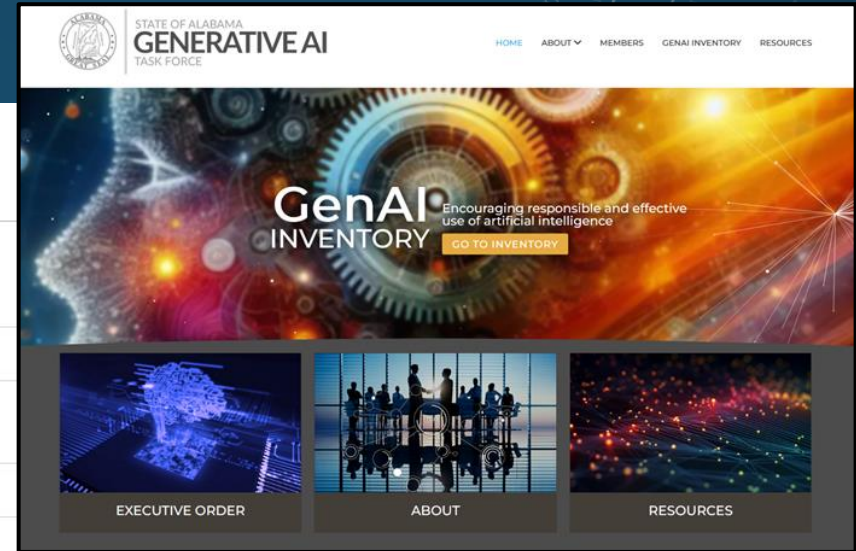 STATE OF ALABAMA
GENERATIVE AI
TASK FORCE
HOME ABOUT MEMBERS GENAI INVENTORY RESOURCES
GenAI
INVENTORY
Encouraging responsible and effective
use of artificial intelligence
GO TO INVENTORY
EXECUTIVE ORDER
ABOUT
RESOURCES